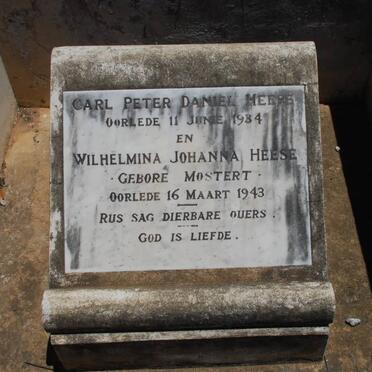 CARL PETER DANIEL HEESE
OORLEDE 11 JUNIE 1934
EN
WILHELMINA JOHANNA HEESE
· GEBORE MOSTERT ·
OORLEDE 16 MAART 1943
RUS SAG DIERBARE OUERS.
GOD IS LIEFDE.